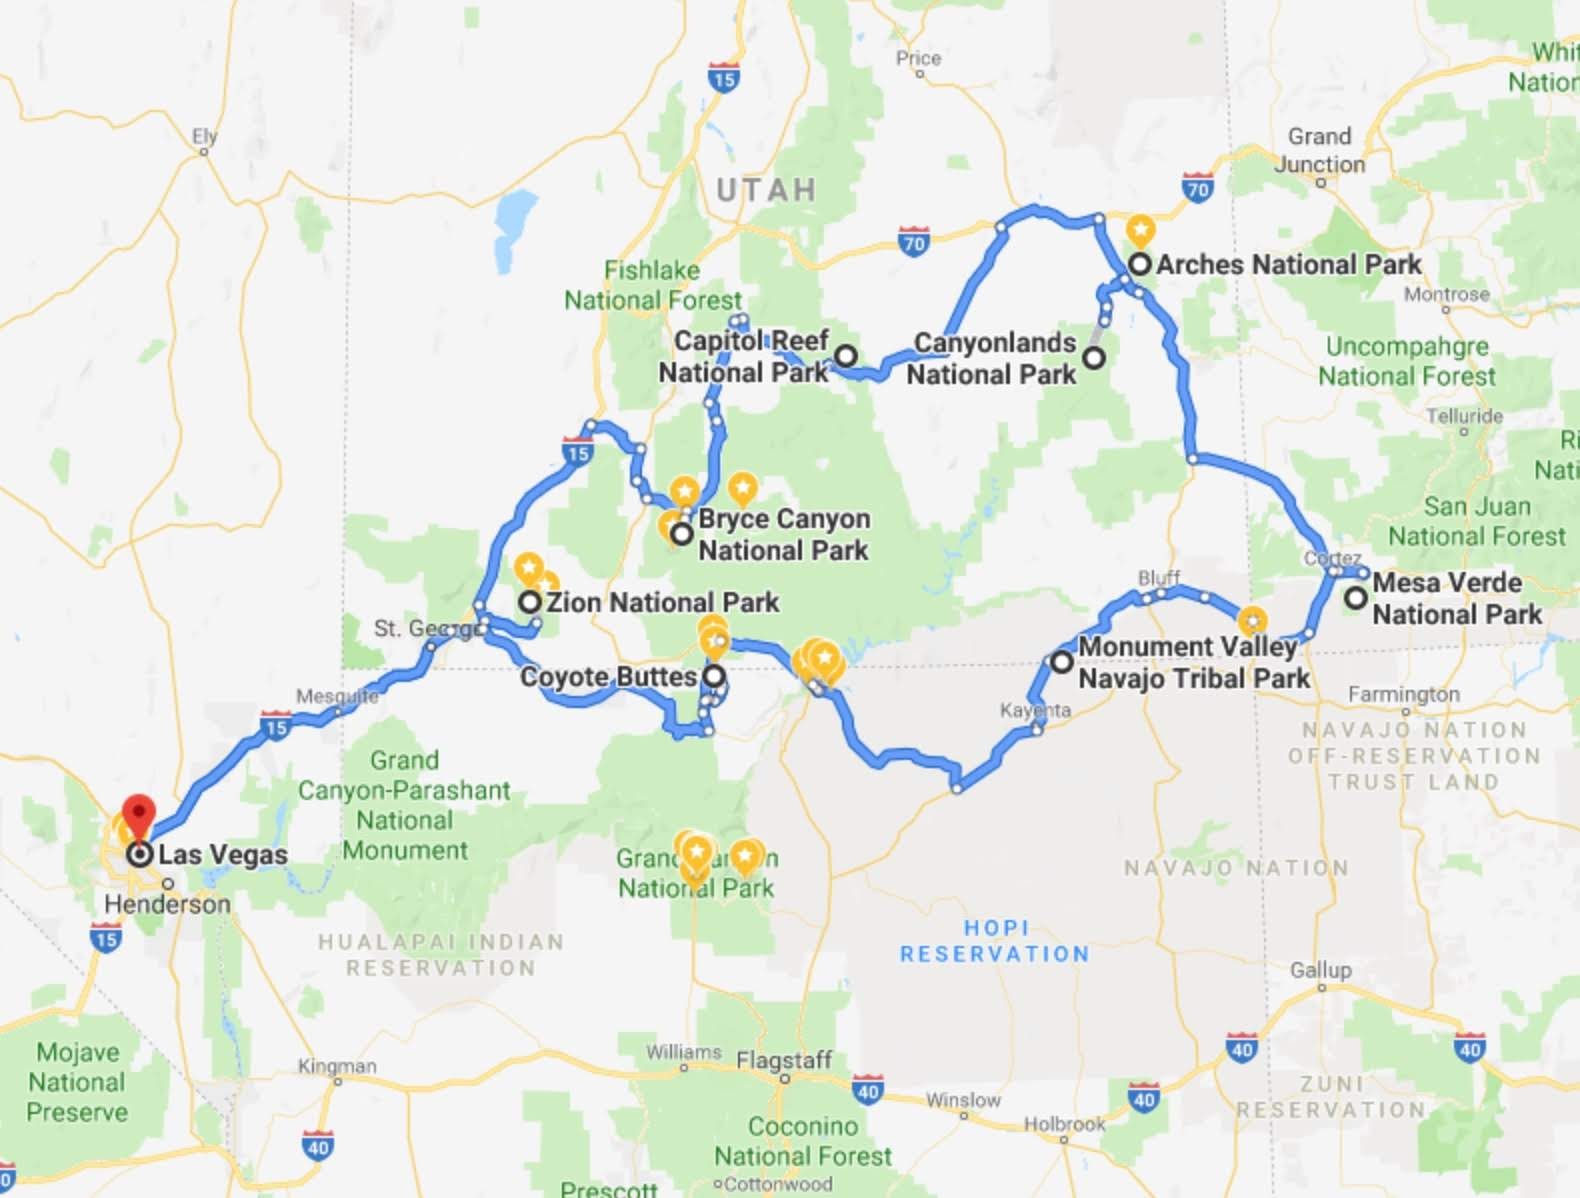 Price
Whit
Nation
15
Ely
Grand
Junction
UTAH
70
70
Fishlake
National Forest
Arches National Park
Montrose
Capitol Reef
National Park
Canyonlands
National Park
Uncompahgre
National Forest
Telluride
15
Ri
Nati
San Juan
National Forest
Bryce Canyon
National Park
Cortez
Bluff
Mesa Verde
National Park
Zion National Park
St. George
Monument Valley
Navajo Tribal Park
Coyote Buttes
Mesquite
15
Kayenta
Farmington
NAVAJO NATION
OFF-RESERVATION
TRUST LAND
Grand
Canyon-Parashant
National
Monument
Las Vegas
Grand Canyon
National Park
NAVAJO NATION
Henderson
15
HUALAPAI INDIAN
RESERVATION
HOPI
RESERVATION
Gallup
Mojave
National
Preserve
Kingman
Williams
Flagstaff
40
40
40
40
40
Winslow
Holbrook
ZUNI
RESERVATION
Coconino
National Forest
Cottonwood
Prescott